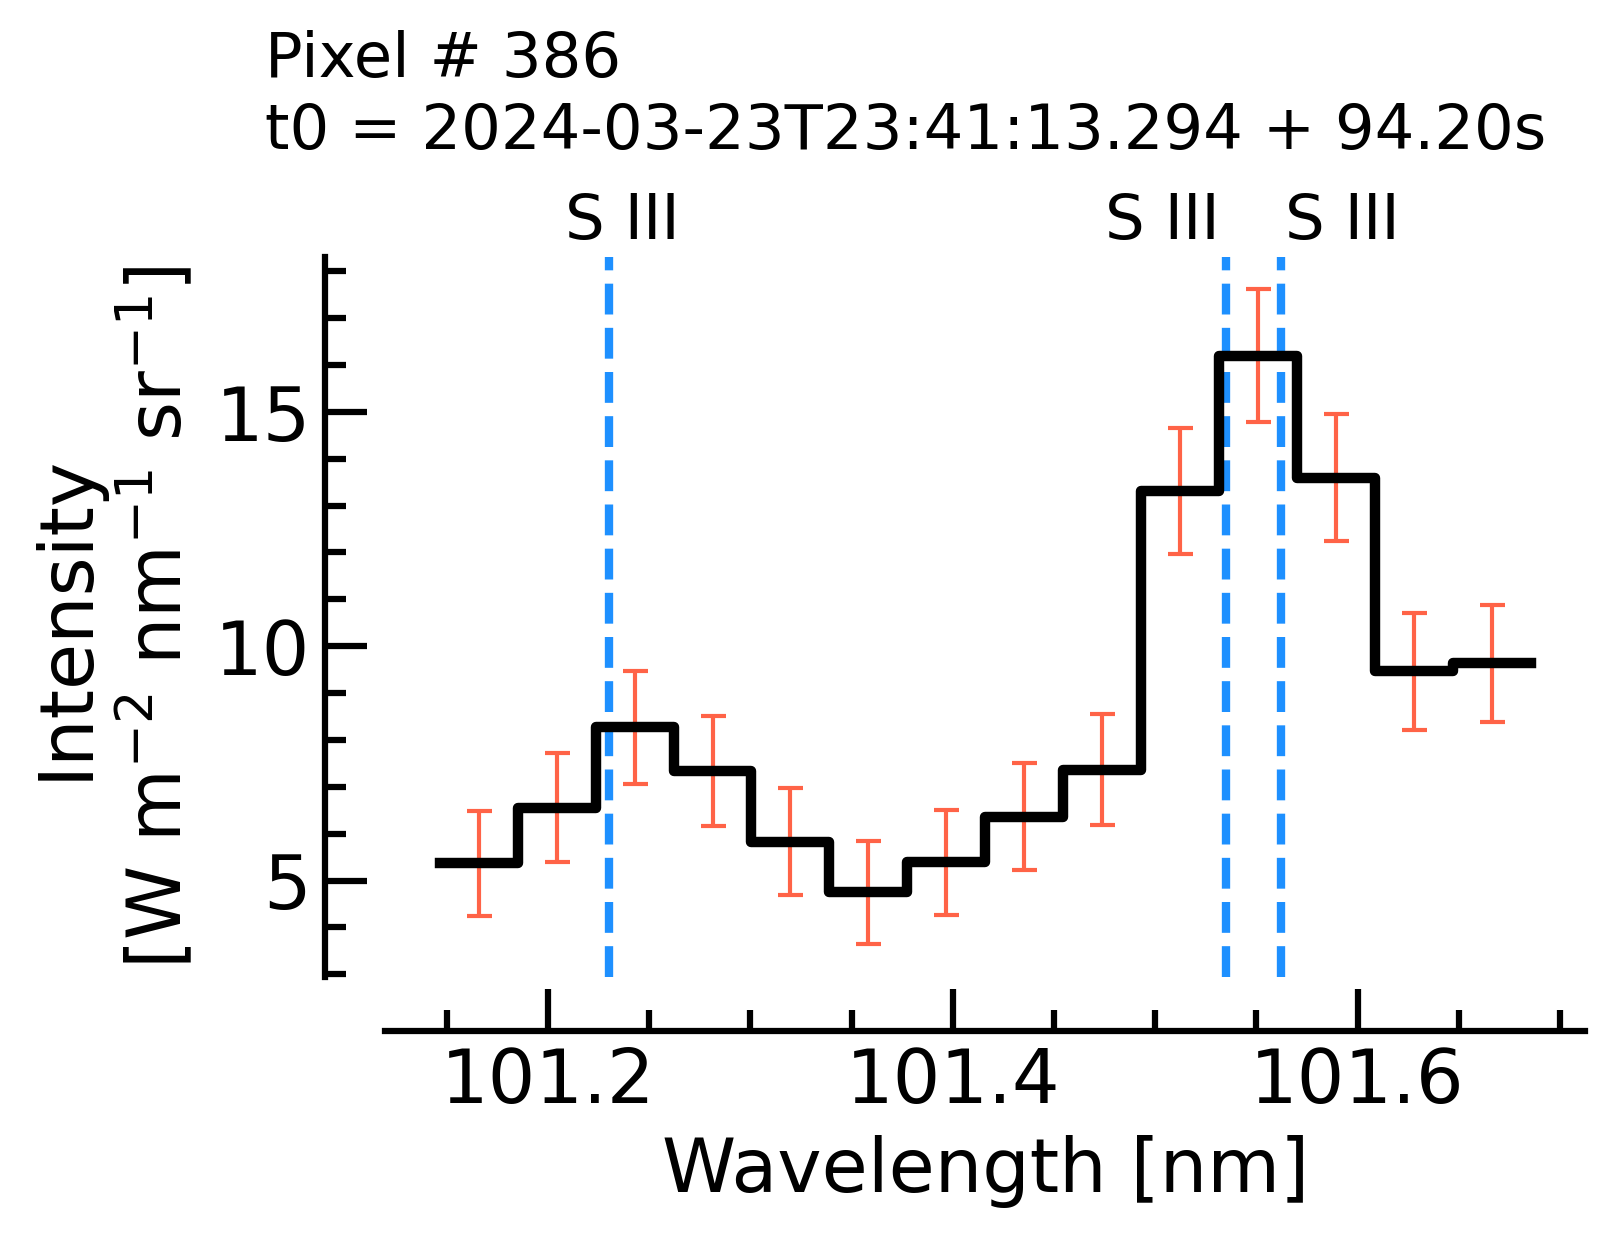 Pixel # 386
t0 = 2024-03-23T23:41:13.294 + 94.20s
S III S III S III
Intensity
[W m⁻² nm⁻¹ sr⁻¹]
15
10
5
101.2 101.4 101.6
Wavelength [nm]